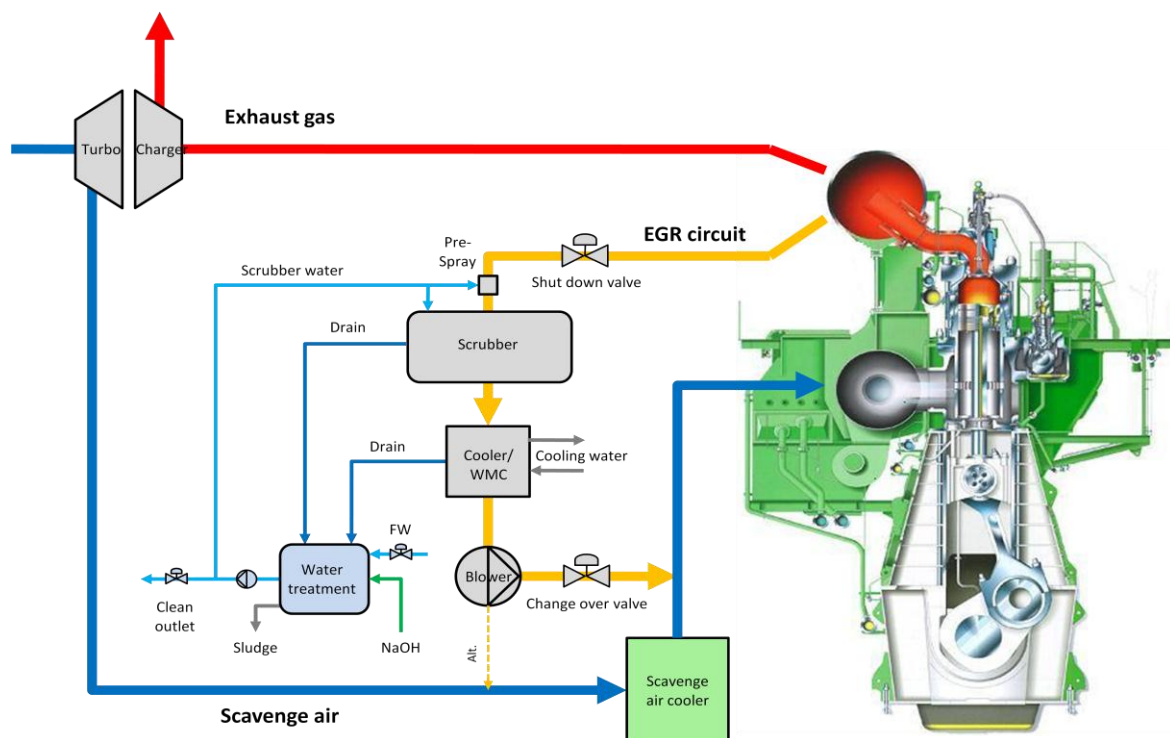 Exhaust gas
Turbo
Charger
EGR circuit
Pre-
Spray
Shut down valve
Scrubber water
Drain
Scrubber
Drain
Cooler/
WMC
Cooling water
FW
Water
treatment
Blower
Change over valve
Clean
outlet
Sludge
NaOH
Alt.
Scavenge
air cooler
Scavenge air